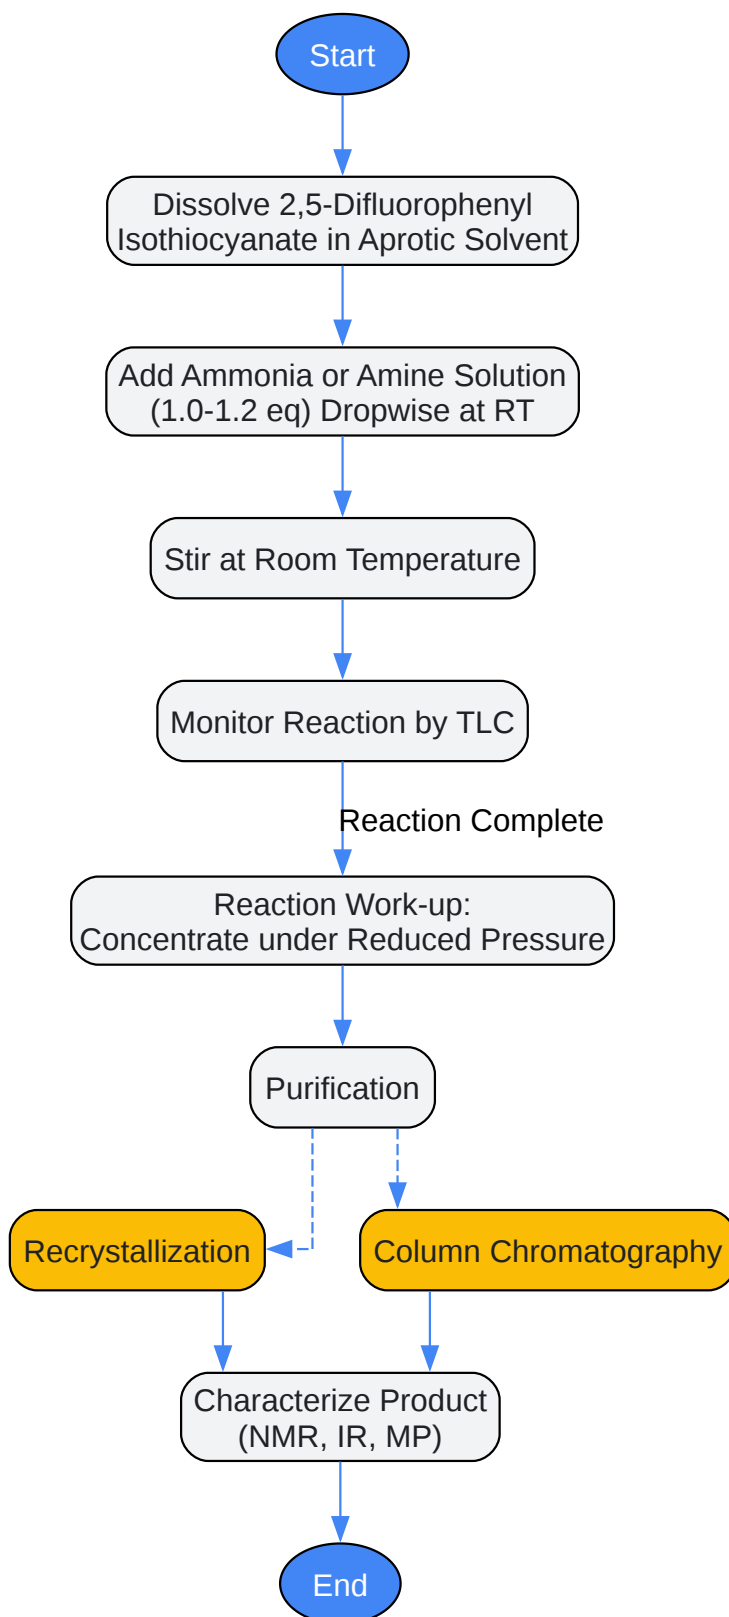 Start
Dissolve 2,5-Difluorophenyl
Isothiocyanate in Aprotic Solvent
Add Ammonia or Amine Solution
(1.0-1.2 eq) Dropwise at RT
Stir at Room Temperature
Monitor Reaction by TLC
Reaction Complete
Reaction Work-up:
Concentrate under Reduced Pressure
Purification
Recrystallization
Column Chromatography
Characterize Product
(NMR, IR, MP)
End